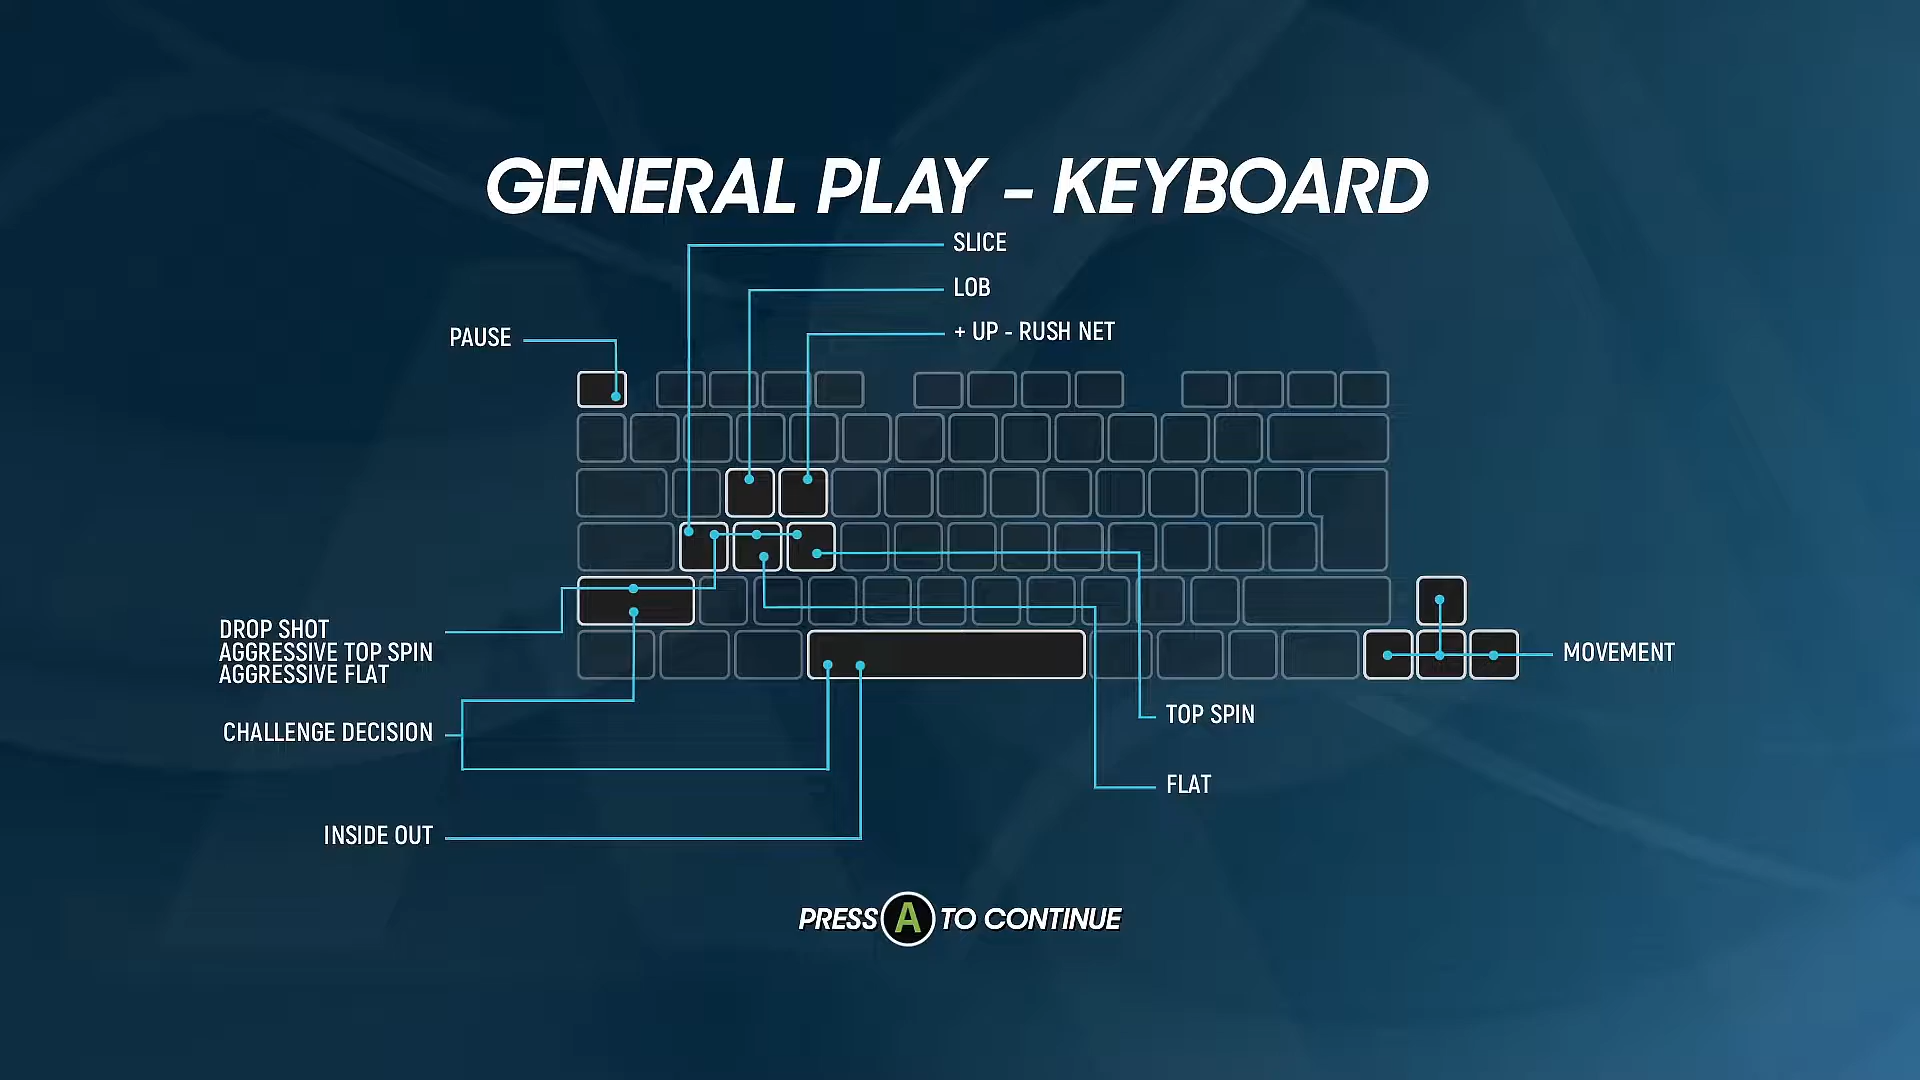 GENERAL PLAY - KEYBOARD
SLICE
LOB
+ UP - RUSH NET
PAUSE
DROP SHOT
AGGRESSIVE TOP SPIN
AGGRESSIVE FLAT
MOVEMENT
TOP SPIN
CHALLENGE DECISION
FLAT
INSIDE OUT
PRESS A TO CONTINUE